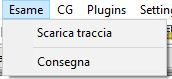 Esame CG Plugins
Scarica traccia
Consegna